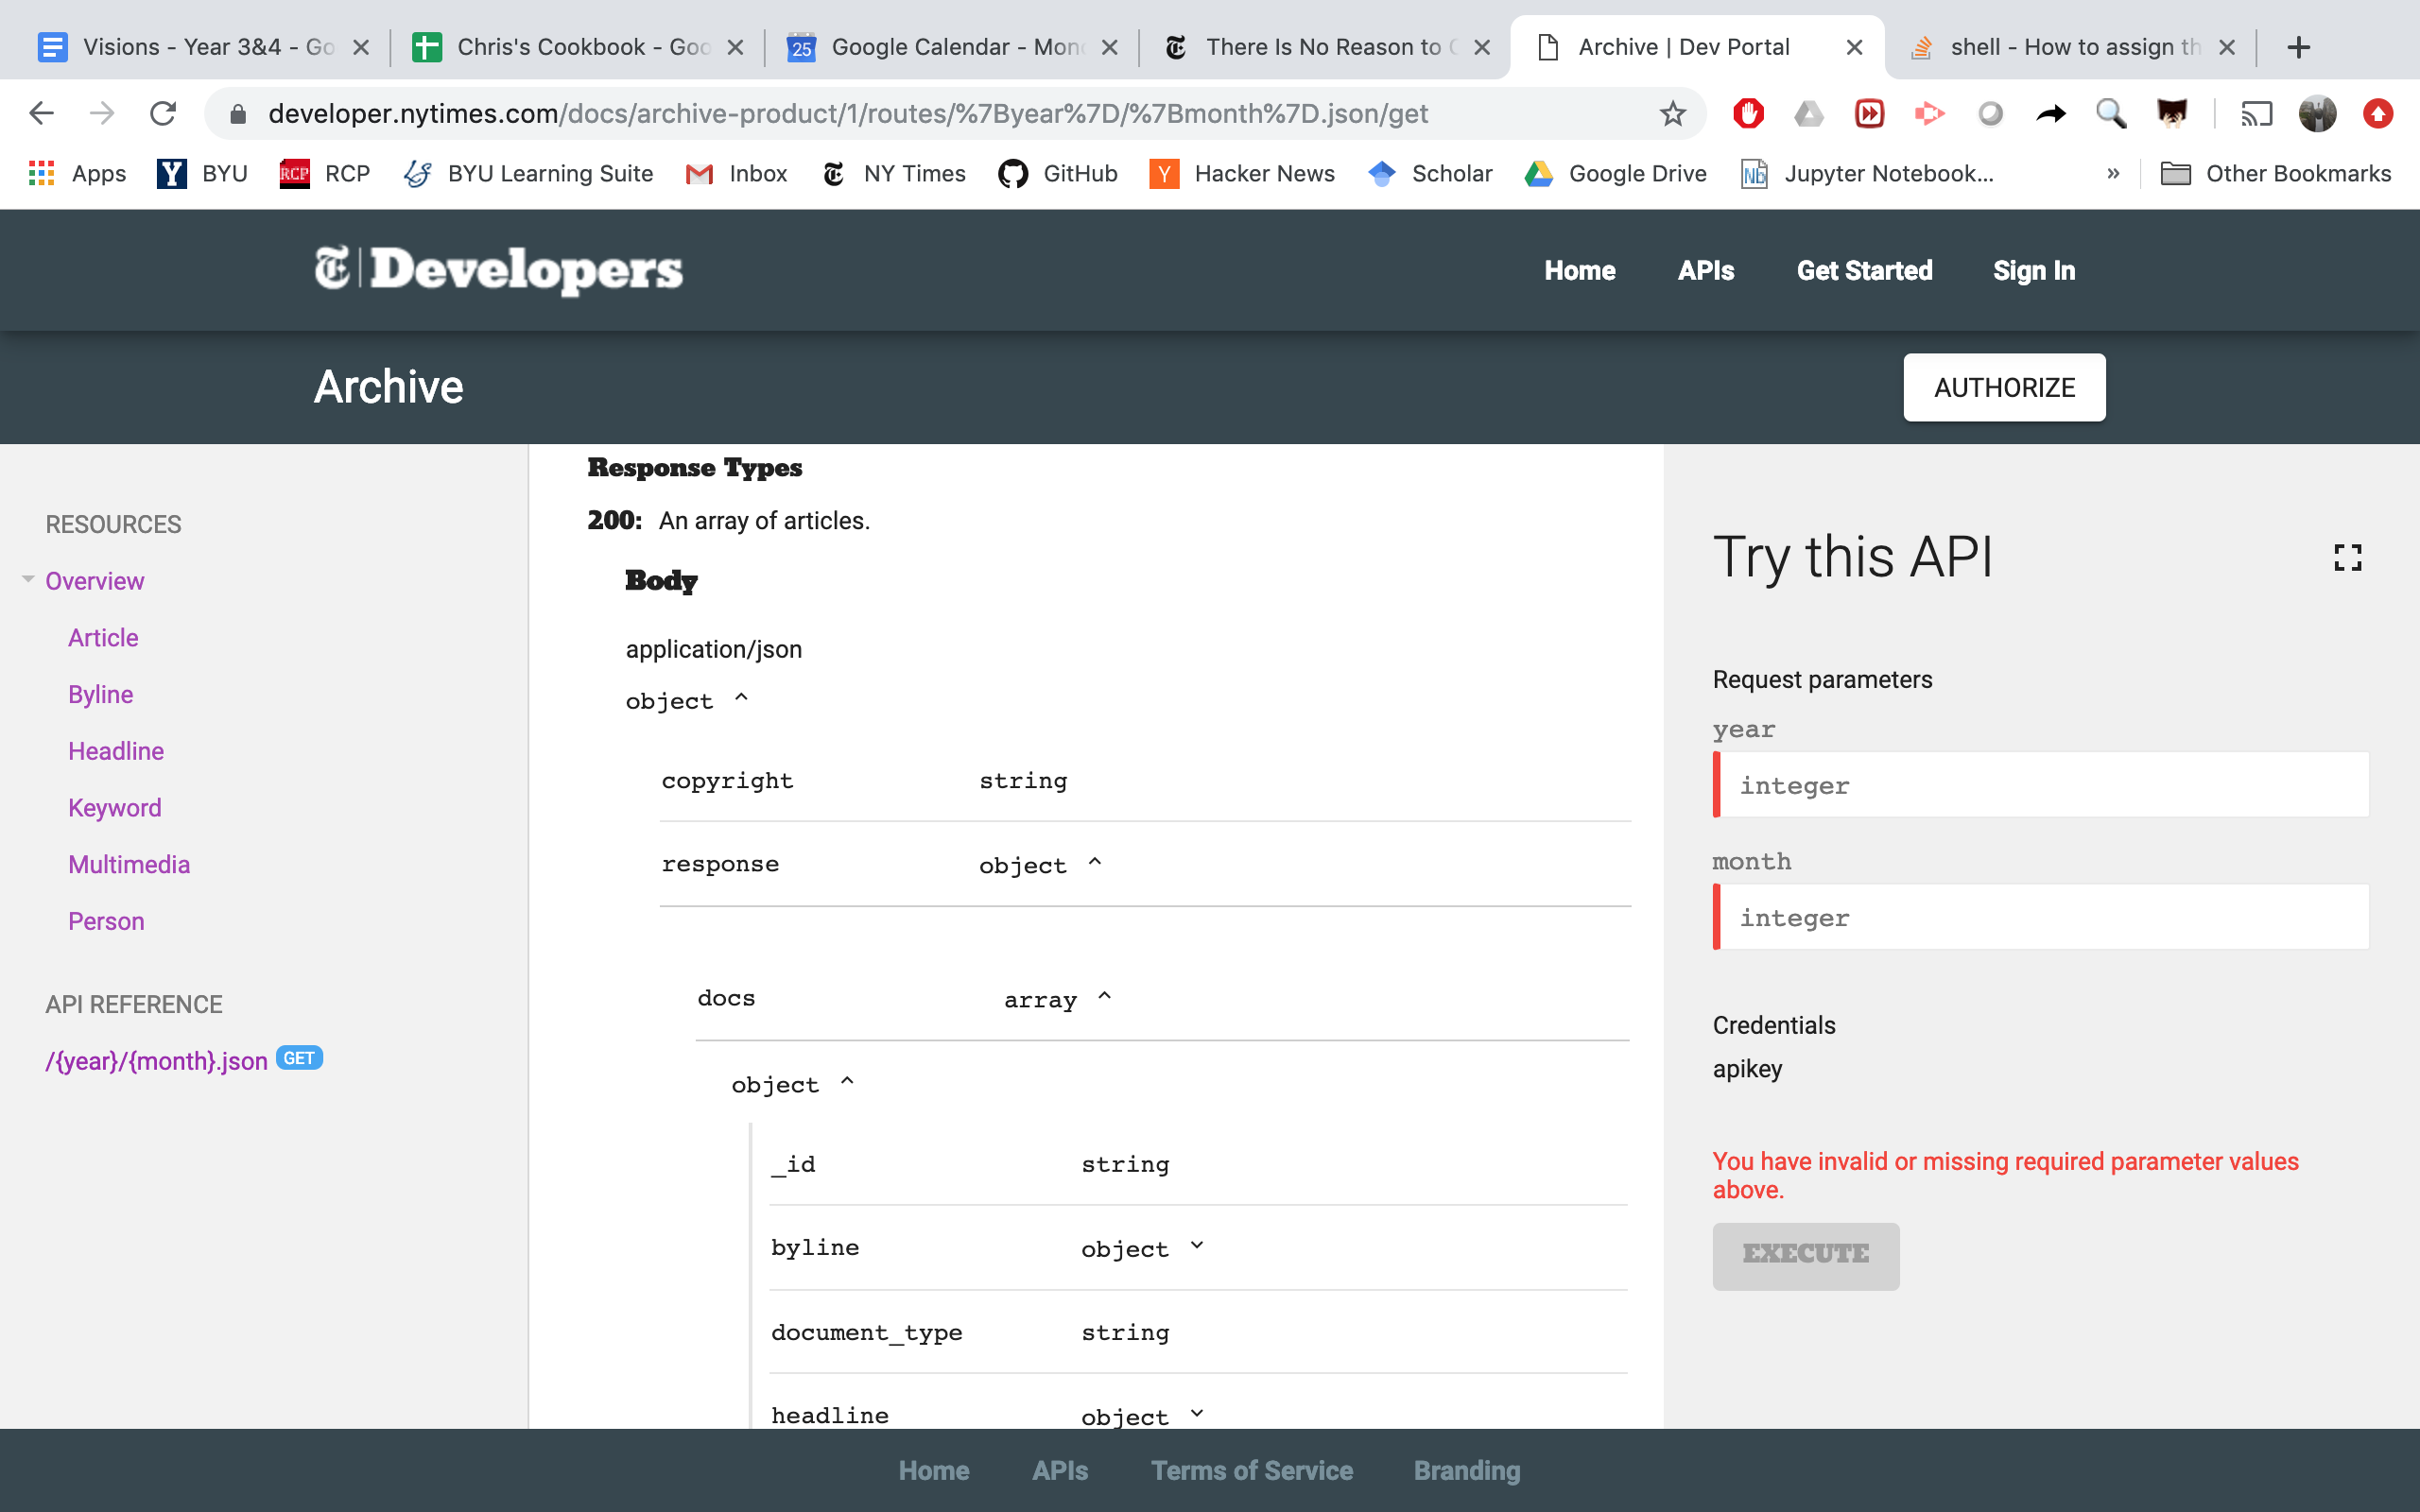 Visions - Year 3&4 - Go
Chris's Cookbook - Goo
25
Google Calendar - Mon
There Is No Reason to
Archive | Dev Portal
shell - How to assign th
developer.nytimes.com/docs/archive-product/1/routes/%7Byear%7D/%7Bmonth%7D.json/get
Apps
Y BYU
RCP RCP
BYU Learning Suite
Inbox
NY Times
GitHub
Y Hacker News
Scholar
Google Drive
Nb Jupyter Notebook...
»
Other Bookmarks
T Developers
Home
APIs
Get Started
Sign In
Archive
AUTHORIZE
RESOURCES
Overview
Article
Byline
Headline
Keyword
Multimedia
Person
API REFERENCE
/{year}/{month}.json GET
Response Types
200: An array of articles.
Body
application/json
object
copyright string
response object
docs array
object
_id string
byline object
document_type string
headline object
Try this API
Request parameters
year
integer
month
integer
Credentials
apikey
You have invalid or missing required parameter values
above.
EXECUTE
Home
APIs
Terms of Service
Branding